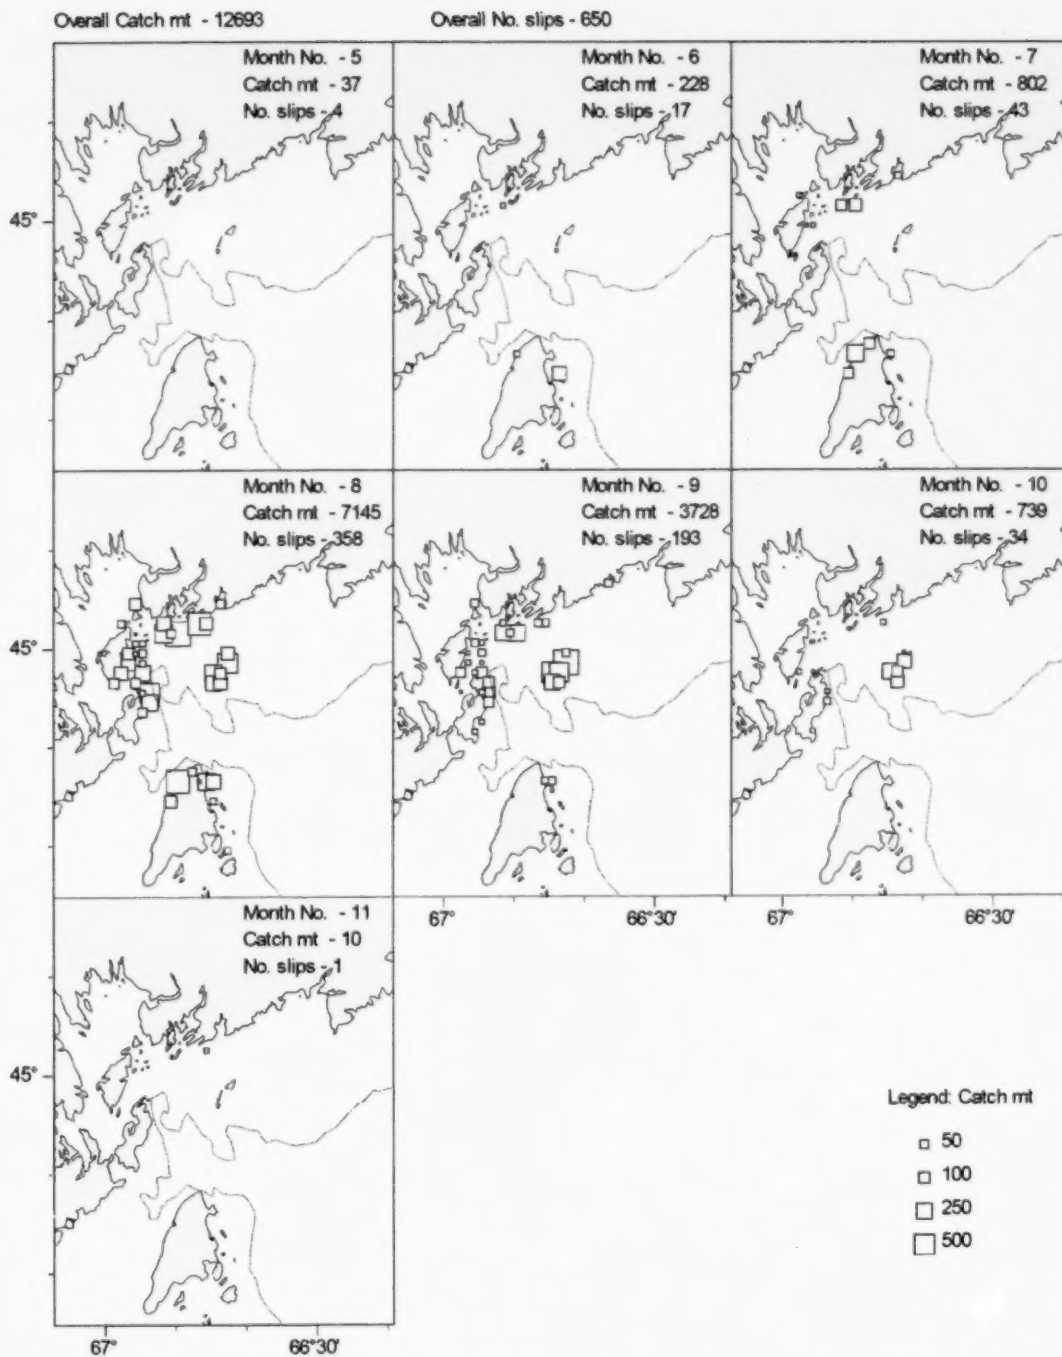 Overall Catch mt - 12693
Overall No. slips - 650
Month No. - 5
Catch mt - 37
No. slips - 4
Month No. - 6
Catch mt - 228
No. slips - 17
Month No. - 7
Catch mt - 802
No. slips - 43
45°
Month No. - 8
Catch mt - 7145
No. slips - 358
Month No. - 9
Catch mt - 3728
No. slips - 193
Month No. - 10
Catch mt - 739
No. slips - 34
45°
67°
66°30'
67°
66°30'
Month No. - 11
Catch mt - 10
No. slips - 1
45°
67°
66°30'
Legend: Catch mt
50
100
250
500